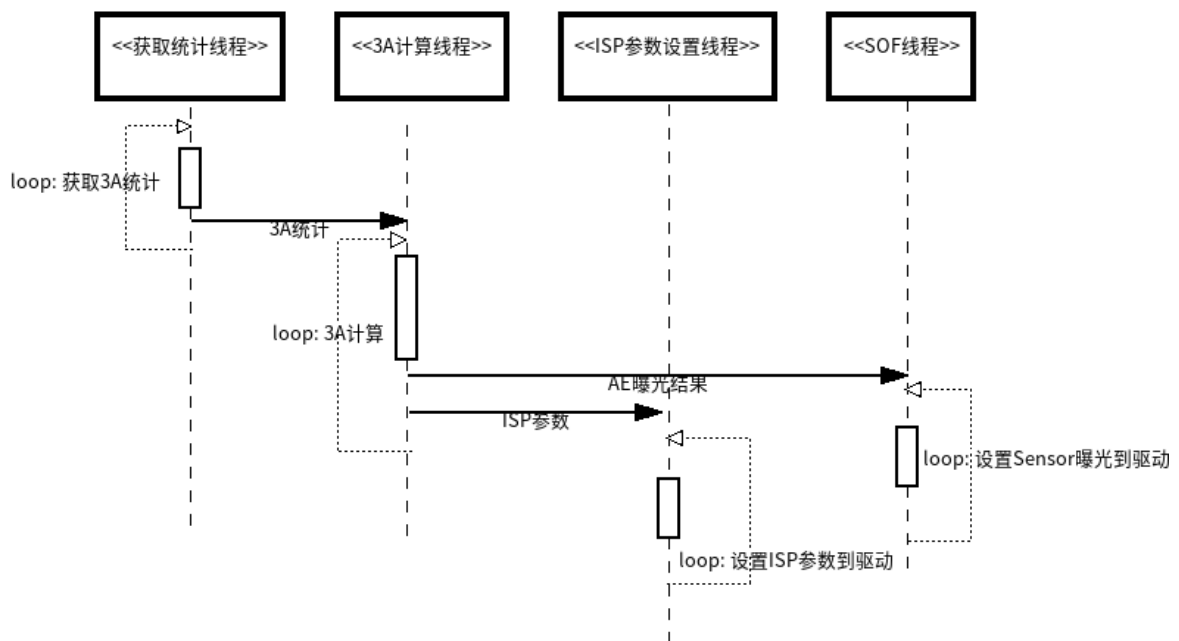 <<获取统计线程>>
<<3A计算线程>>
<<ISP参数设置线程>>
<<SOF线程>>
loop: 获取3A统计
3A统计
loop: 3A计算
AE曝光结果
ISP参数
loop: 设置Sensor曝光到驱动
loop: 设置ISP参数到驱动